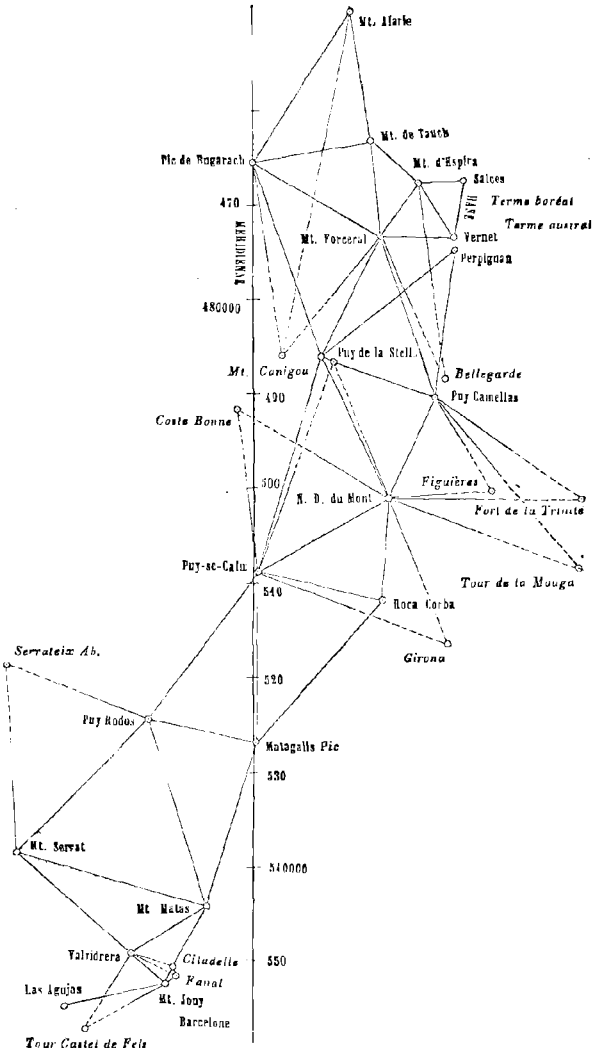 Mt. Alaric
Mt. de Tauch
Pic de Bugarach
Mt. d'Espira
Salces
470
Terme boréal
BASE
Terme austral
MERIDIENNE
Mt. Forceral
Vernet
Perpignan
480000
Puy de la Stell.
Mt. Canigou
Bellegarde
490
Puy Camellas
Costa Bonne
Figuières
500
N. D. du Mont
Fort de la Trinité
Puy-se-Calm
Tour de la Mouga
510
Roca Corba
Serrateix Ab.
Girona
520
Puy Rodos
Matagalls Pic
530
Mt. Serrat
540000
Mt. Matas
Valvidrera
Citadelle
550
Fanal
Las Agujas
Mt. Jouy
Barcelone
Tour Castel de Fels